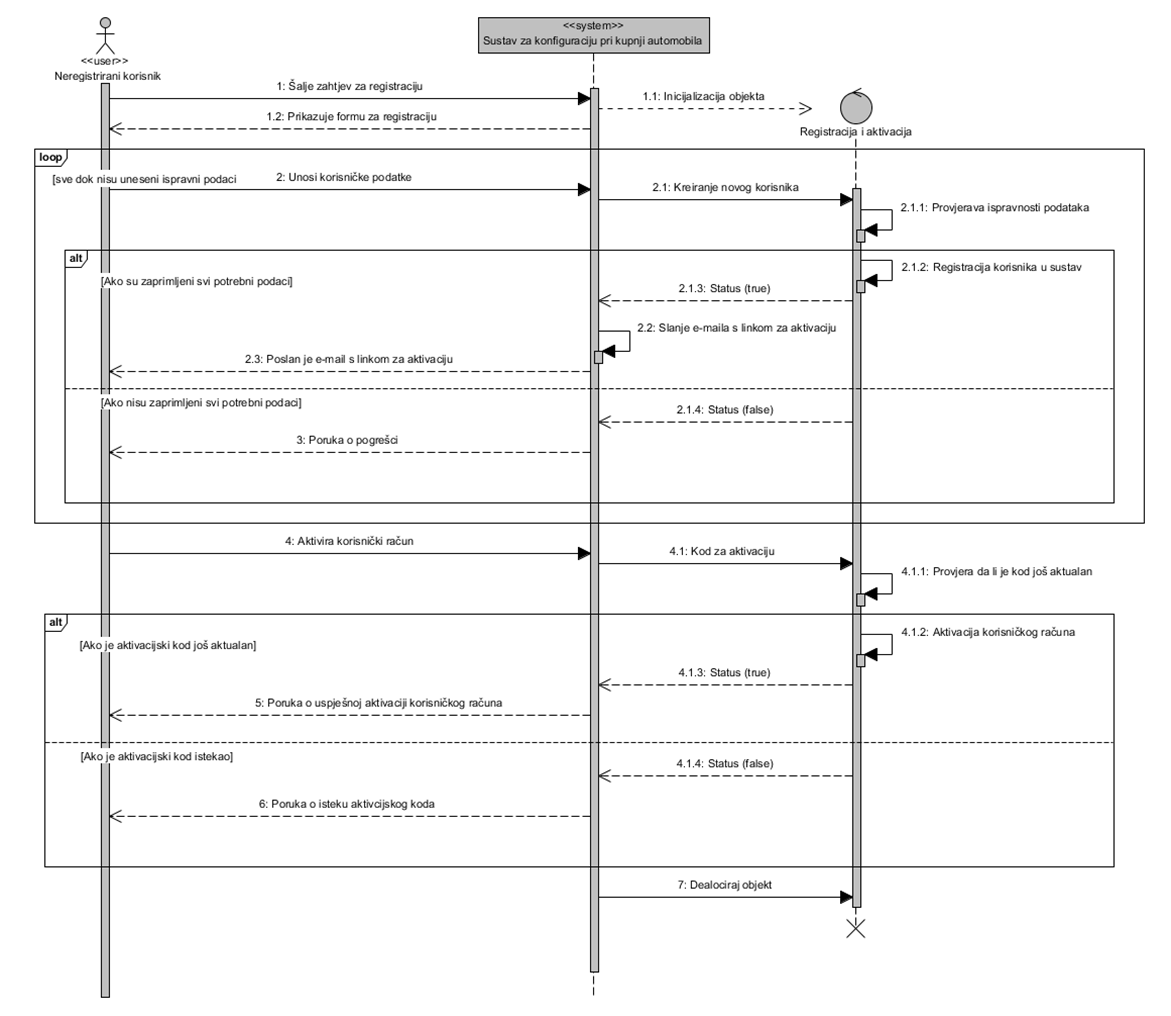 <<system>>
Sustav za konfiguraciju pri kupnji automobila
<<user>>
Neregistrirani korisnik
1: Šalje zahtjev za registraciju
1.1: Inicijalizacija objekta
1.2: Prikazuje formu za registraciju
Registracija i aktivacija
loop
[sve dok nisu uneseni ispravni podaci
2: Unosi korisničke podatke
2.1: Kreiranje novog korisnika
2.1.1: Provjerava ispravnosti podataka
alt
2.1.2: Registracija korisnika u sustav
[Ako su zaprimljeni svi potrebni podaci]
2.1.3: Status (true)
2.2: Slanje e-maila s linkom za aktivaciju
2.3: Poslan je e-mail s linkom za aktivaciju
[Ako nisu zaprimljeni svi potrebni podaci]
2.1.4: Status (false)
3: Poruka o pogrešci
4: Aktivira korisnički račun
4.1: Kod za aktivaciju
4.1.1: Provjera da li je kod još aktualan
alt
4.1.2: Aktivacija korisničkog računa
[Ako je aktivacijski kod još aktualan]
4.1.3: Status (true)
5: Poruka o uspješnoj aktivaciji korisničkog računa
[Ako je aktivacijski kod istekao]
4.1.4: Status (false)
6: Poruka o isteku aktivcijskog koda
7: Dealociraj objekt